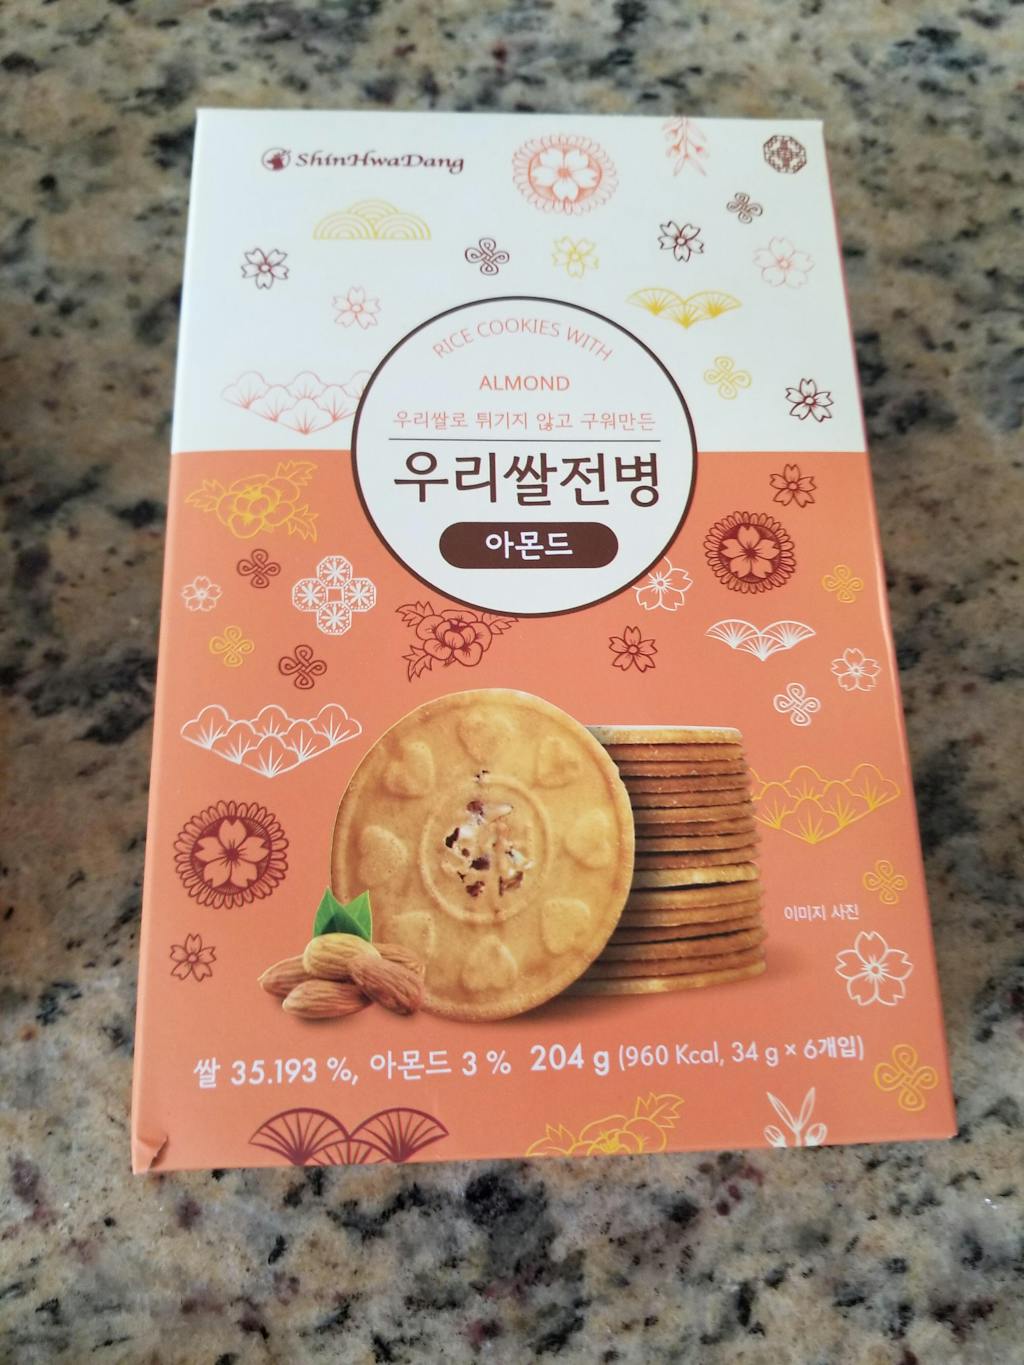 ShinHwaDang
RICE COOKIES WITH
ALMOND
우리쌀로 튀기지 않고 구워만든
우리쌀전병
아몬드
이미지 사진
쌀 35.193 %, 아몬드 3 % 204 g (960 Kcal, 34 g × 6개입)